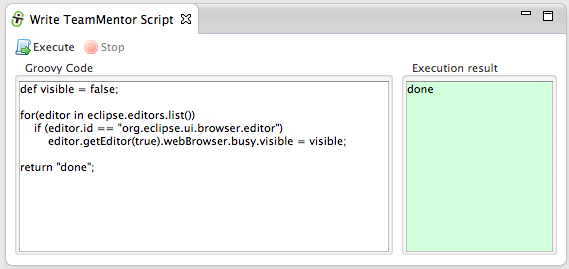 Write TeamMentor Script
Execute Stop
Groovy Code Execution result
def visible = false;
for(editor in eclipse.editors.list())
if (editor.id == "org.eclipse.ui.browser.editor")
editor.getEditor(true).webBrowser.busy.visible = visible;
return "done";
done